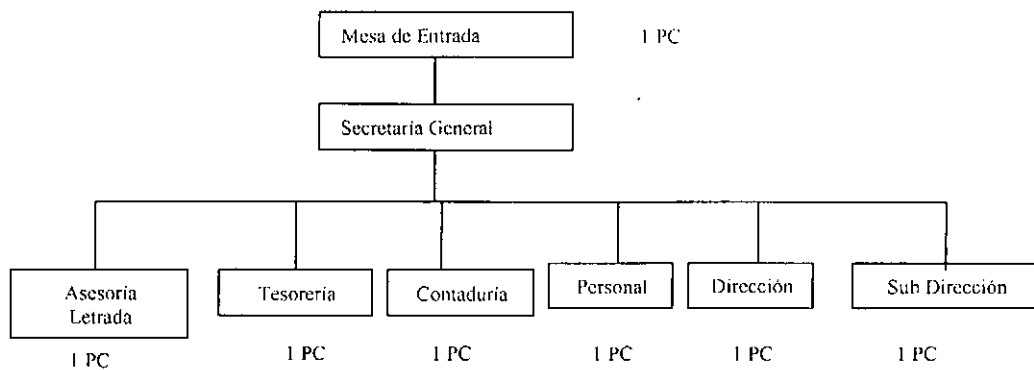 Mesa de Entrada
1 PC
Secretaría General
Asesoría
Letrada
Tesorería
Contaduría
Personal
Dirección
Sub Dirección
1 PC
1 PC
1 PC
1 PC
1 PC
1 PC